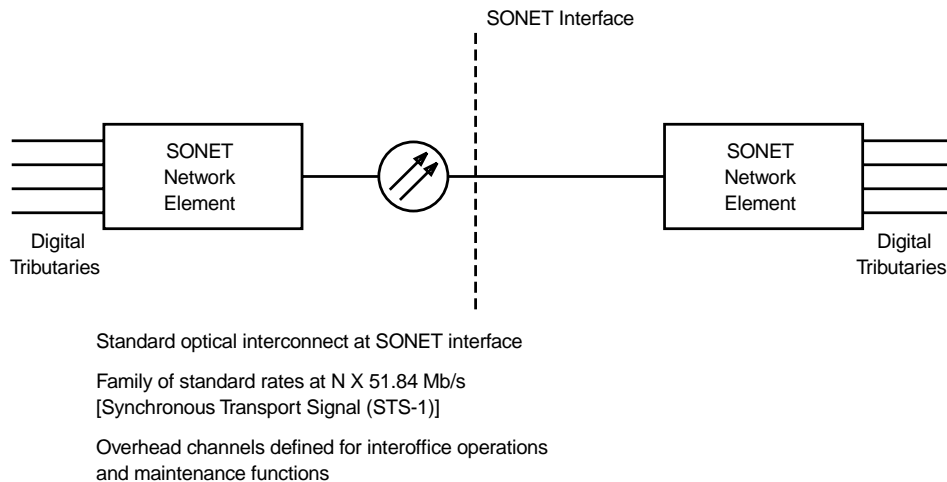 SONET Interface
SONET
Network
Element
SONET
Network
Element
Digital
Tributaries
Digital
Tributaries
Standard optical interconnect at SONET interface
Family of standard rates at N X 51.84 Mb/s
[Synchronous Transport Signal (STS-1)]
Overhead channels defined for interoffice operations
and maintenance functions